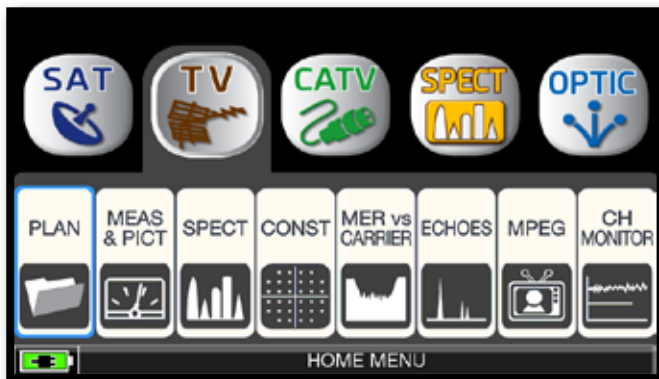 SAT TV CATV SPECT OPTIC
PLAN
MEAS
& PICT
SPECT
CONST
MER vs
CARRIER
ECHOES
MPEG
CH
MONITOR
HOME MENU